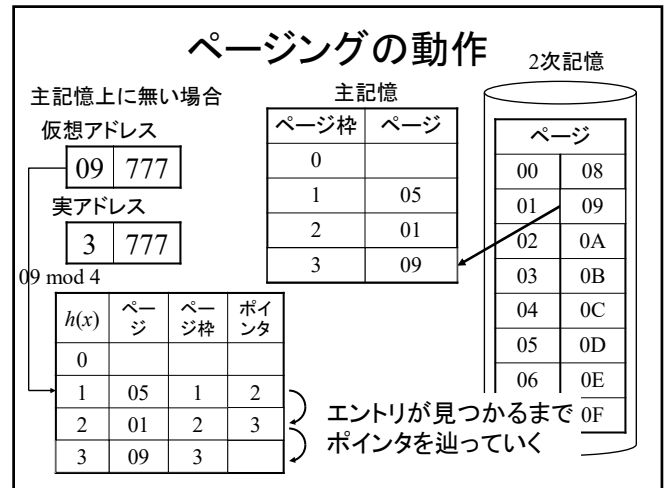 ページングの動作
2次記憶
主記憶上に無い場合
仮想アドレス
09 777
実アドレス
3 777
09 mod 4
主記憶
ページ枠 ページ
0
1 05
2 01
3 09
ページ
00 08
01 09
02 0A
03 0B
04 0C
05 0D
06 0E
0F
h(x) ページ ページ枠 ポインタ
0
1 05 1 2
2 01 2 3
3 09 3
エントリが見つかるまで
ポインタを辿っていく